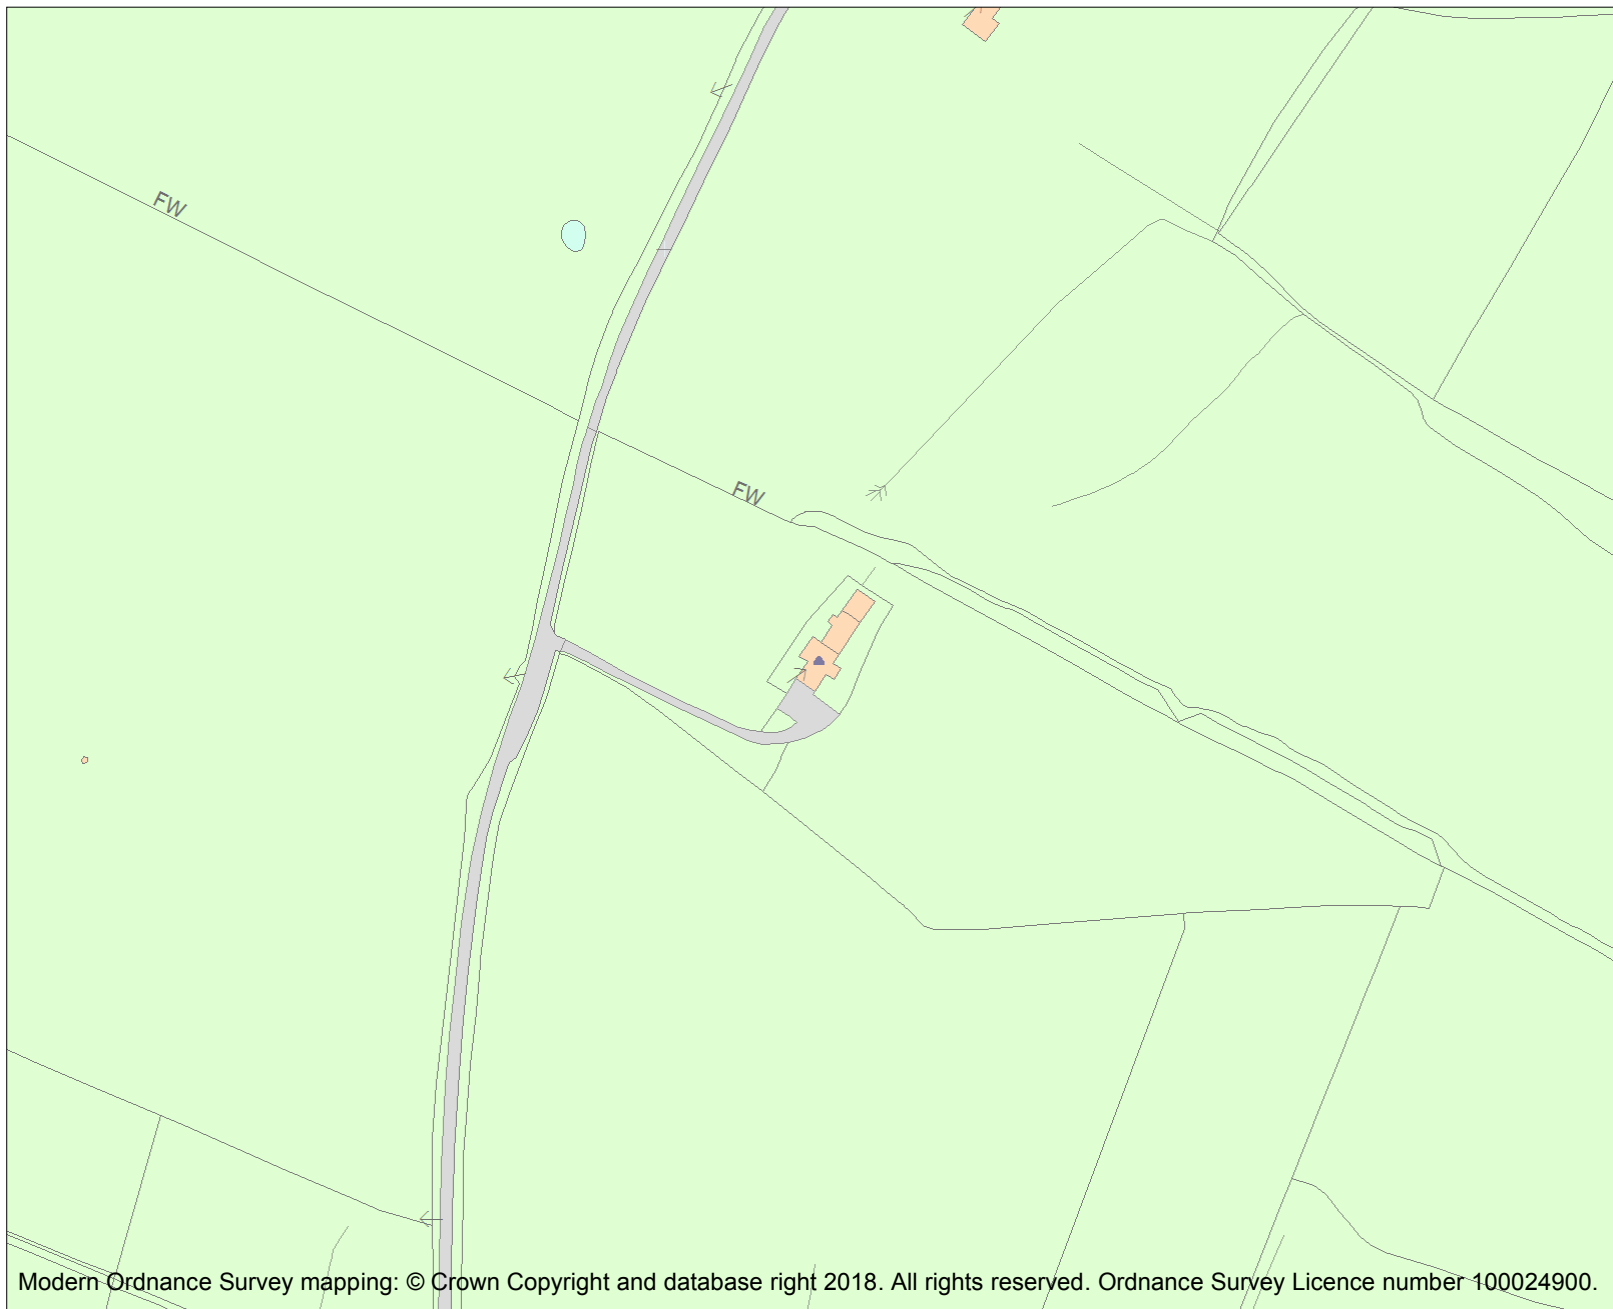 FW
FW
Modern Ordnance Survey mapping: © Crown Copyright and database right 2018. All rights reserved. Ordnance Survey Licence number 100024900.